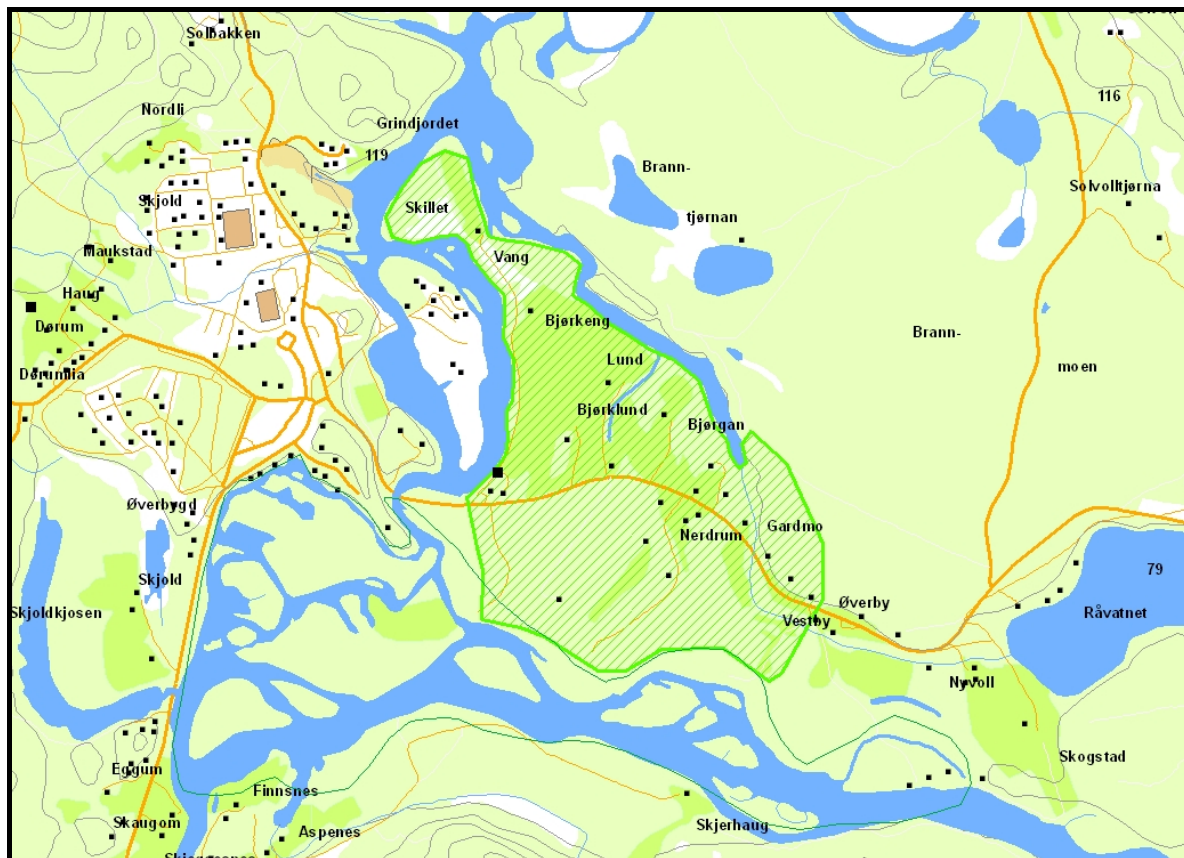 Solbakken
116
Nordli
Grindjordet
119
Brann-
Solvolltjørna
Skjold
Skillet
tjørnan
Maukstad
Vang
Haug
Bjørkeng
Dørum
Brann-
Lund
moen
Dørumlia
Bjørklund
Bjørgan
Øverbygd
Gardmo
Nerdrum
79
Skjold
Øverby
Skjoldkjosen
Råvatnet
Vestby
Nyvoll
Skogstad
Eggum
Finnsnes
Skaugom
Skjerhaug
Aspenes